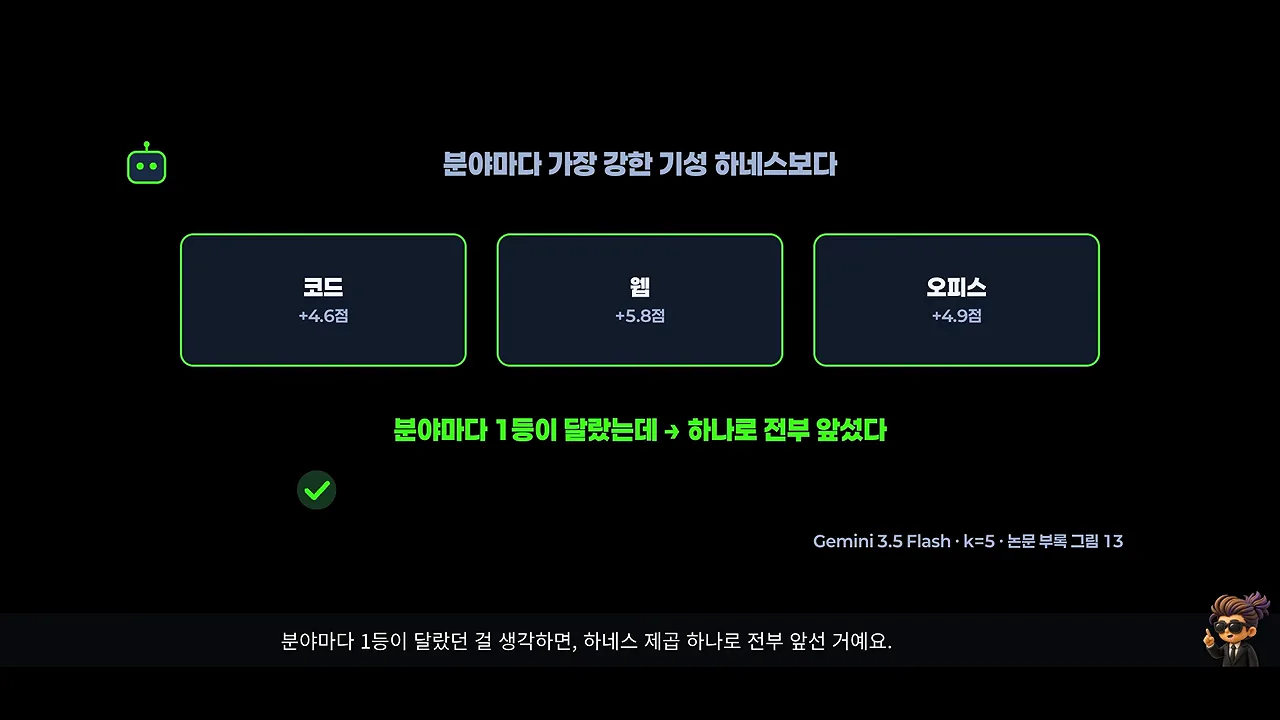 분야마다 가장 강한 기성 하네스보다
코드
+4.6점
웹
+5.8점
오피스
+4.9점
분야마다 1등이 달랐는데 → 하나로 전부 앞섰다
Gemini 3.5 Flash · k=5 · 논문 부록 그림 13
분야마다 1등이 달랐던 걸 생각하면, 하네스 제곱 하나로 전부 앞선 거예요.